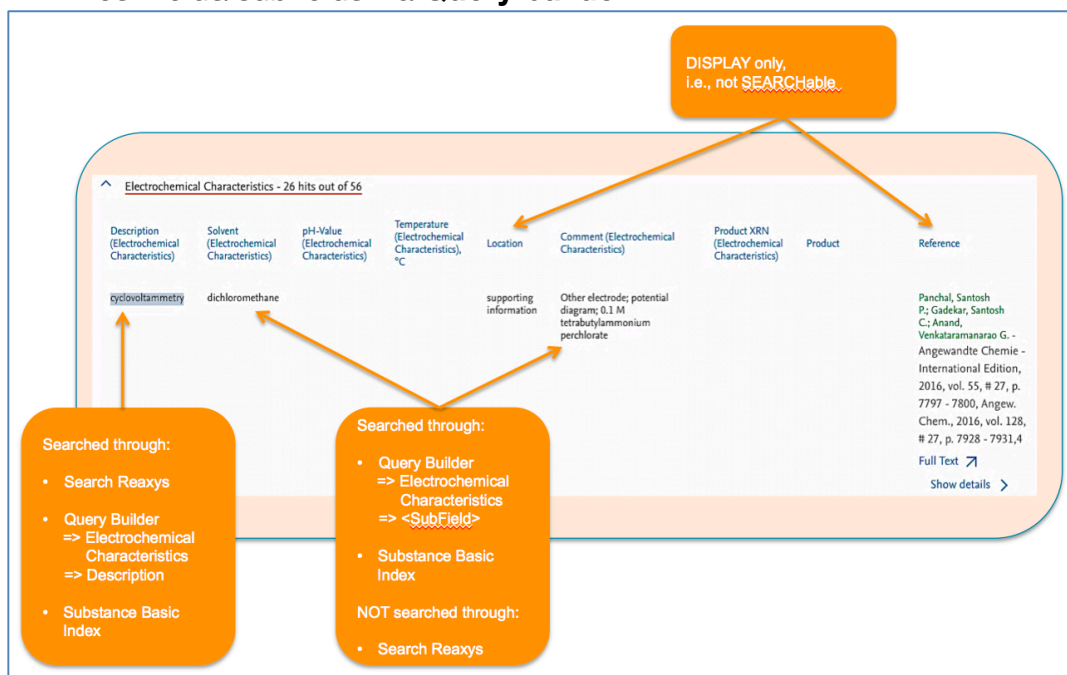 DISPLAY only,
i.e., not SEARCHable
Electrochemical Characteristics - 26 hits out of 56
Description
(Electrochemical
Characteristics)
Solvent
(Electrochemical
Characteristics)
pH-Value
(Electrochemical
Characteristics)
Temperature
(Electrochemical
Characteristics),
°C
Location
Comment (Electrochemical
Characteristics)
Product XRN
(Electrochemical
Characteristics)
Product
Reference
cyclovoltammetry
dichloromethane
supporting
information
Other electrode; potential
diagram; 0.1 M
tetrabutylammonium
perchlorate
Panchal, Santosh
P.; Gadekar, Santosh
C.; Anand,
Venkataramanarao G. -
Angewandte Chemie -
International Edition,
2016, vol. 55, # 27, p.
7797 - 7800, Angew.
Chem., 2016, vol. 128,
# 27, p. 7928 - 7931,4
Full Text
Show details
Searched through:
• Search Reaxys
• Query Builder
=> Electrochemical
Characteristics
=> Description
• Substance Basic
Index
Searched through:
• Query Builder
=> Electrochemical
Characteristics
=> <SubField>
• Substance Basic
Index
NOT searched through:
• Search Reaxys